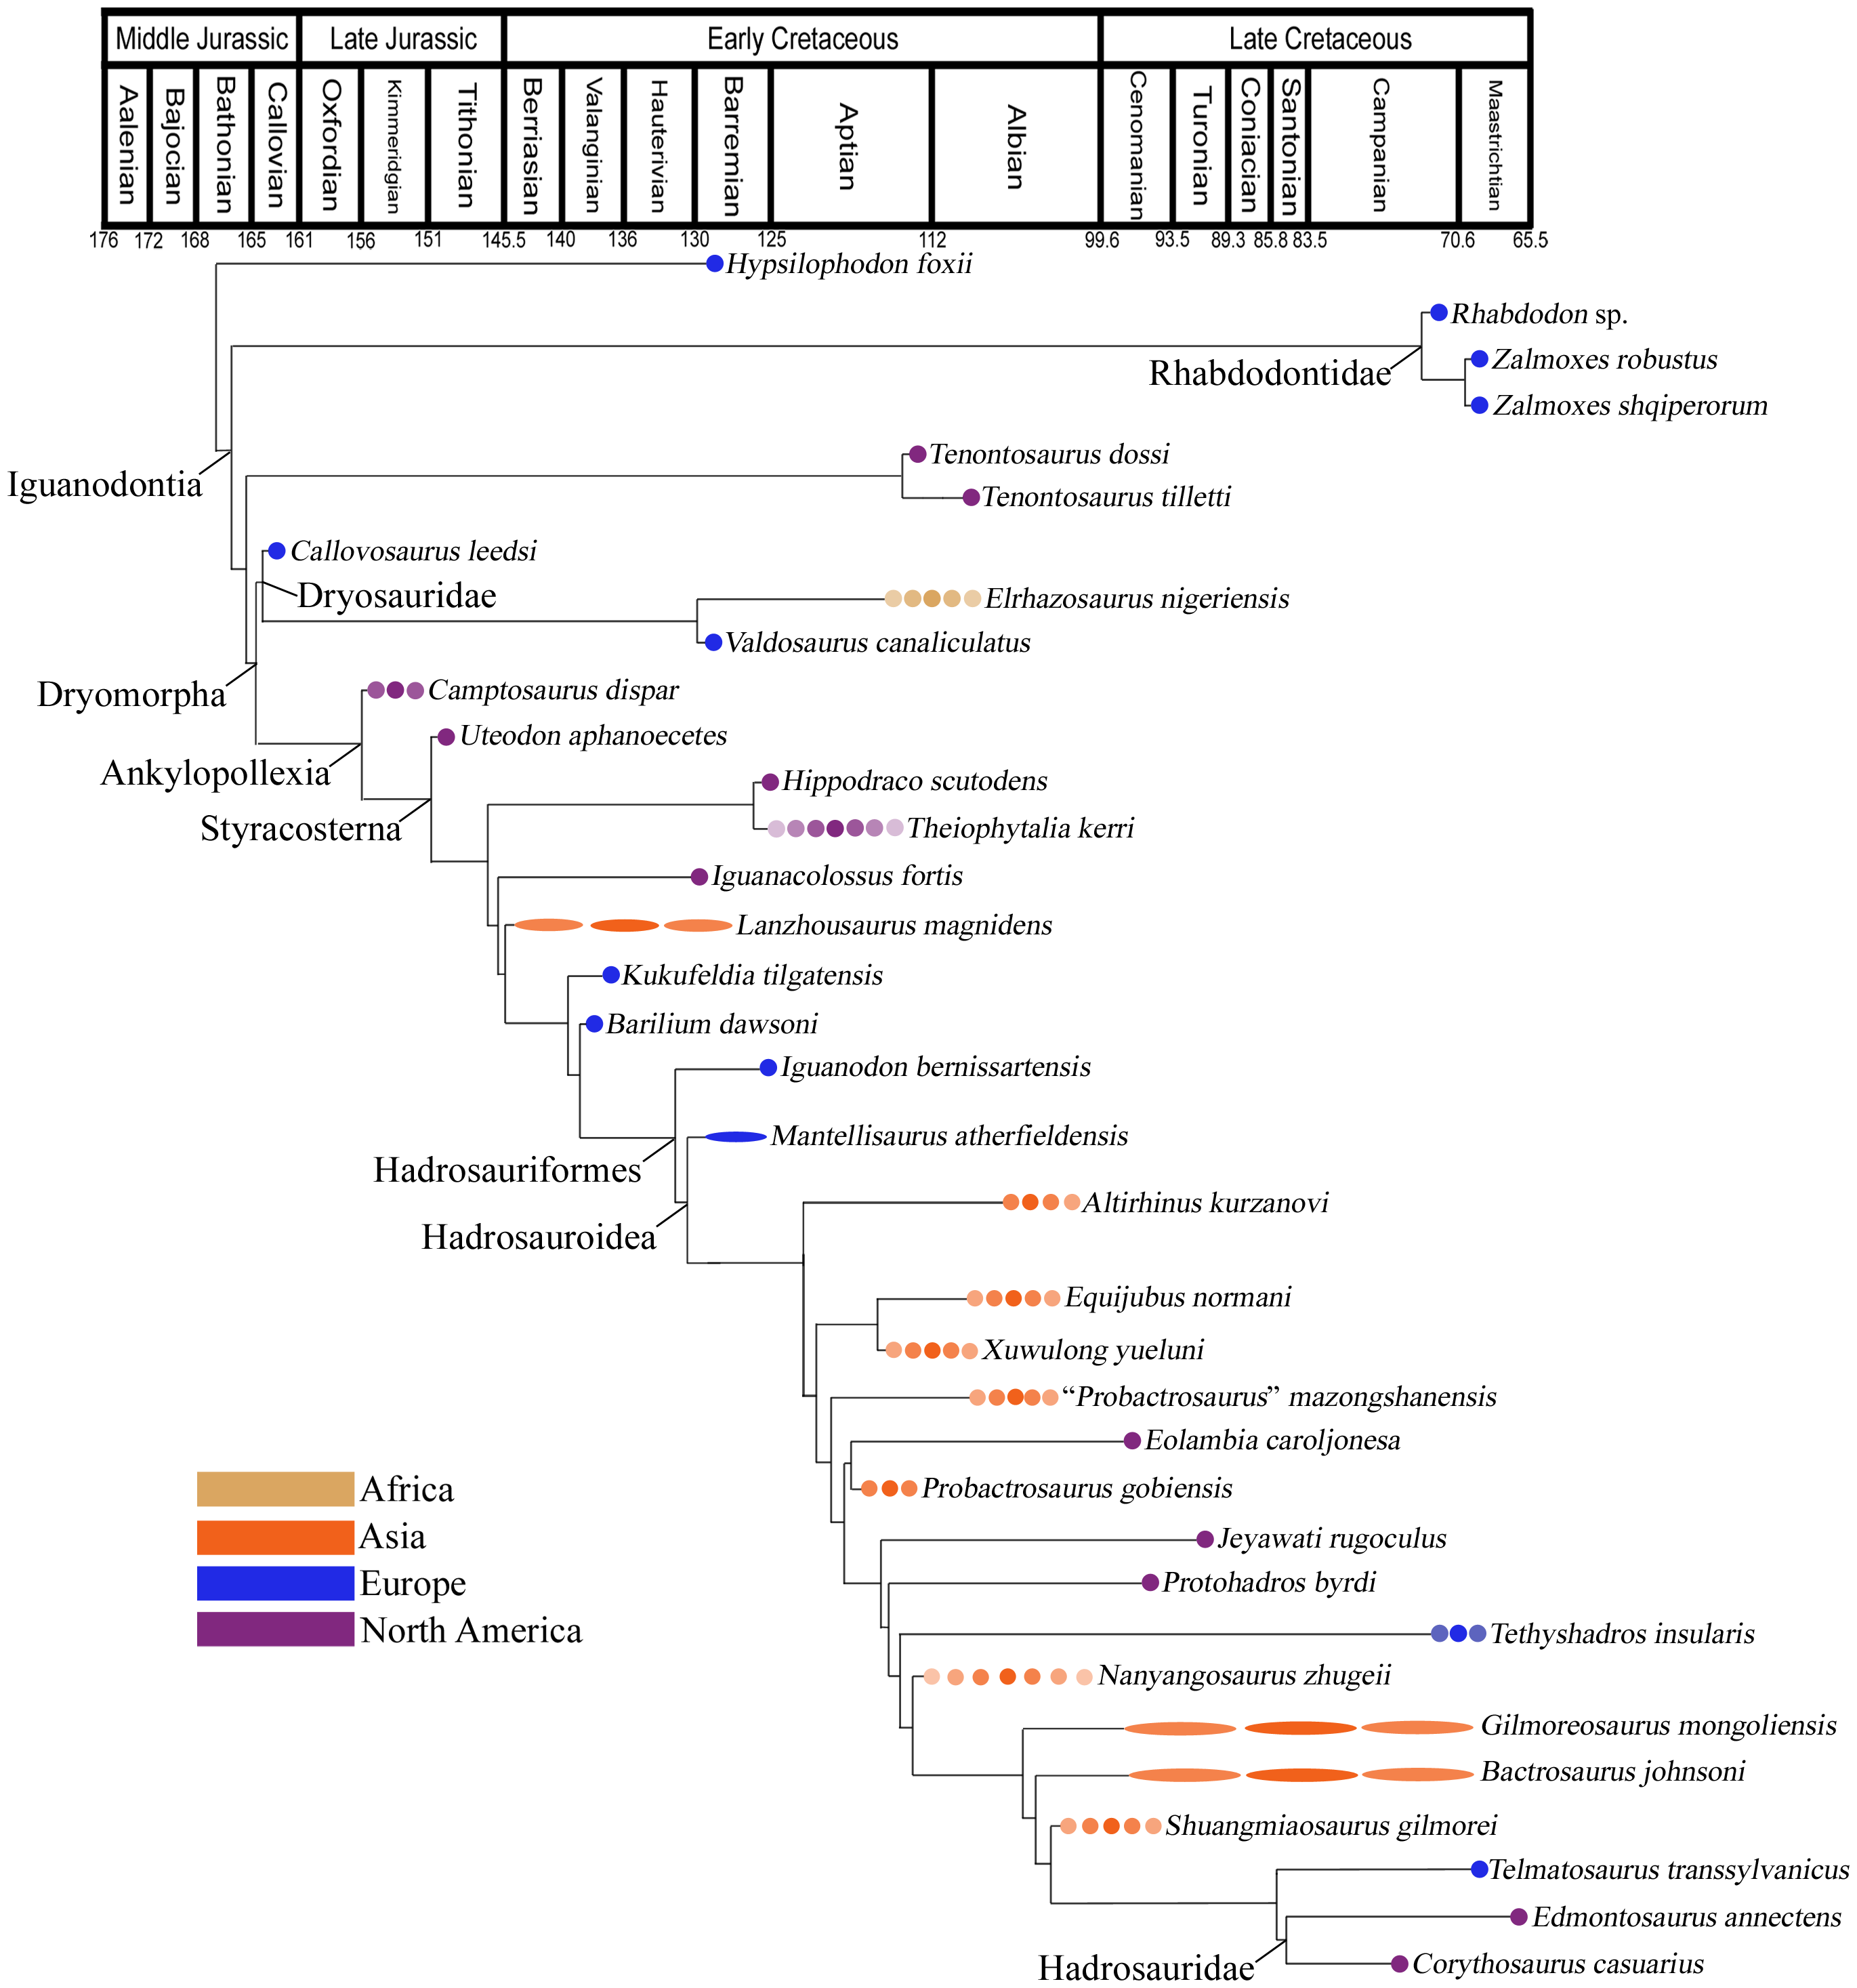 Middle Jurassic Late Jurassic Early Cretaceous Late Cretaceous
Aalenian Bajocian Bathonian Callovian Oxfordian Kimmeridgian Tithonian Berriasian Valanginian Hauterivian Barremian Aptian Albian Cenomanian Turonian Coniacian Santonian Campanian Maastrichtian
176 172 168 165 161 156 151 145.5 140 136 130 125 112 99.6 93.5 89.3 85.8 83.5 70.6 65.5
Hypsilophodon foxii
Rhabdodon sp.
Zalmoxes robustus
Rhabdodontidae
Zalmoxes shqiperorum
Tenontosaurus dossi
Iguanodontia
Tenontosaurus tilletti
Callovosaurus leedsi
Dryosauridae
Elrhazosaurus nigeriensis
Valdosaurus canaliculatus
Dryomorpha
Camptosaurus dispar
Uteodon aphanoecetes
Ankylopollexia
Hippodraco scutodens
Styracosterna
Theiophytalia kerri
Iguanacolossus fortis
Lanzhousaurus magnidens
Kukufeldia tilgatensis
Barilium dawsoni
Iguanodon bernissartensis
Mantellisaurus atherfieldensis
Hadrosauriformes
Altirhinus kurzanovi
Hadrosauroidea
Equijubus normani
Xuwulong yueluni
“Probactrosaurus” mazongshanensis
Eolambia caroljonesa
Probactrosaurus gobiensis
Africa
Asia
Europe
North America
Jeyawati rugoculus
Protohadros byrdi
Tethyshadros insularis
Nanyangosaurus zhugeii
Gilmoreosaurus mongoliensis
Bactrosaurus johnsoni
Shuangmiaosaurus gilmorei
Telmatosaurus transsylvanicus
Edmontosaurus annectens
Hadrosauridae
Corythosaurus casuarius